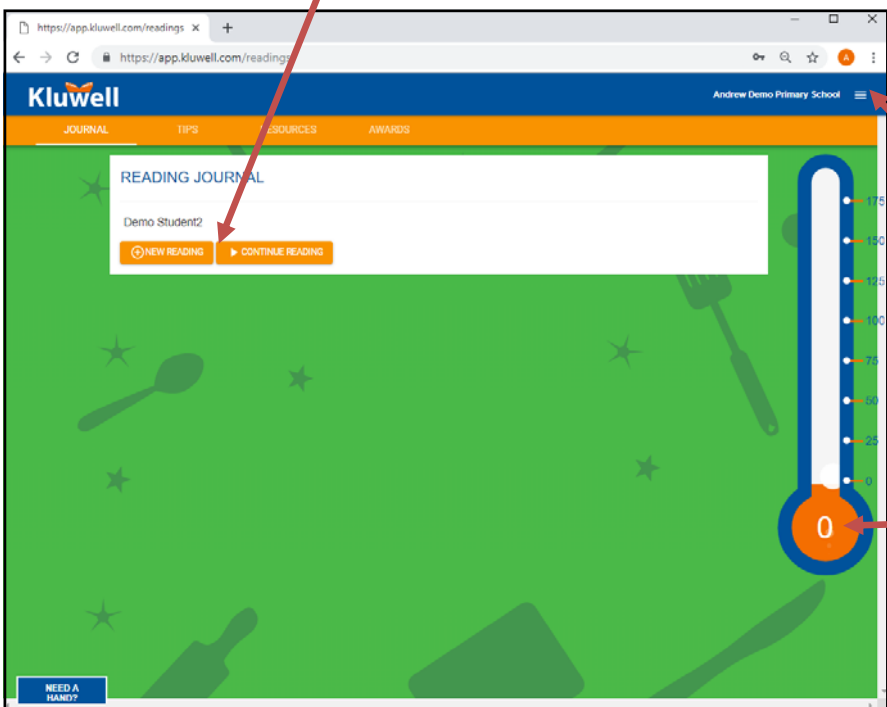 https://app.kluwell.com/readings × +
https://app.kluwell.com/readings
A
Kluwell
Andrew Demo Primary School
JOURNAL TIPS RESOURCES AWARDS
READING JOURNAL
Demo Student2
NEW READING CONTINUE READING
175
150
125
100
75
50
25
0
0
NEED A
HAND?